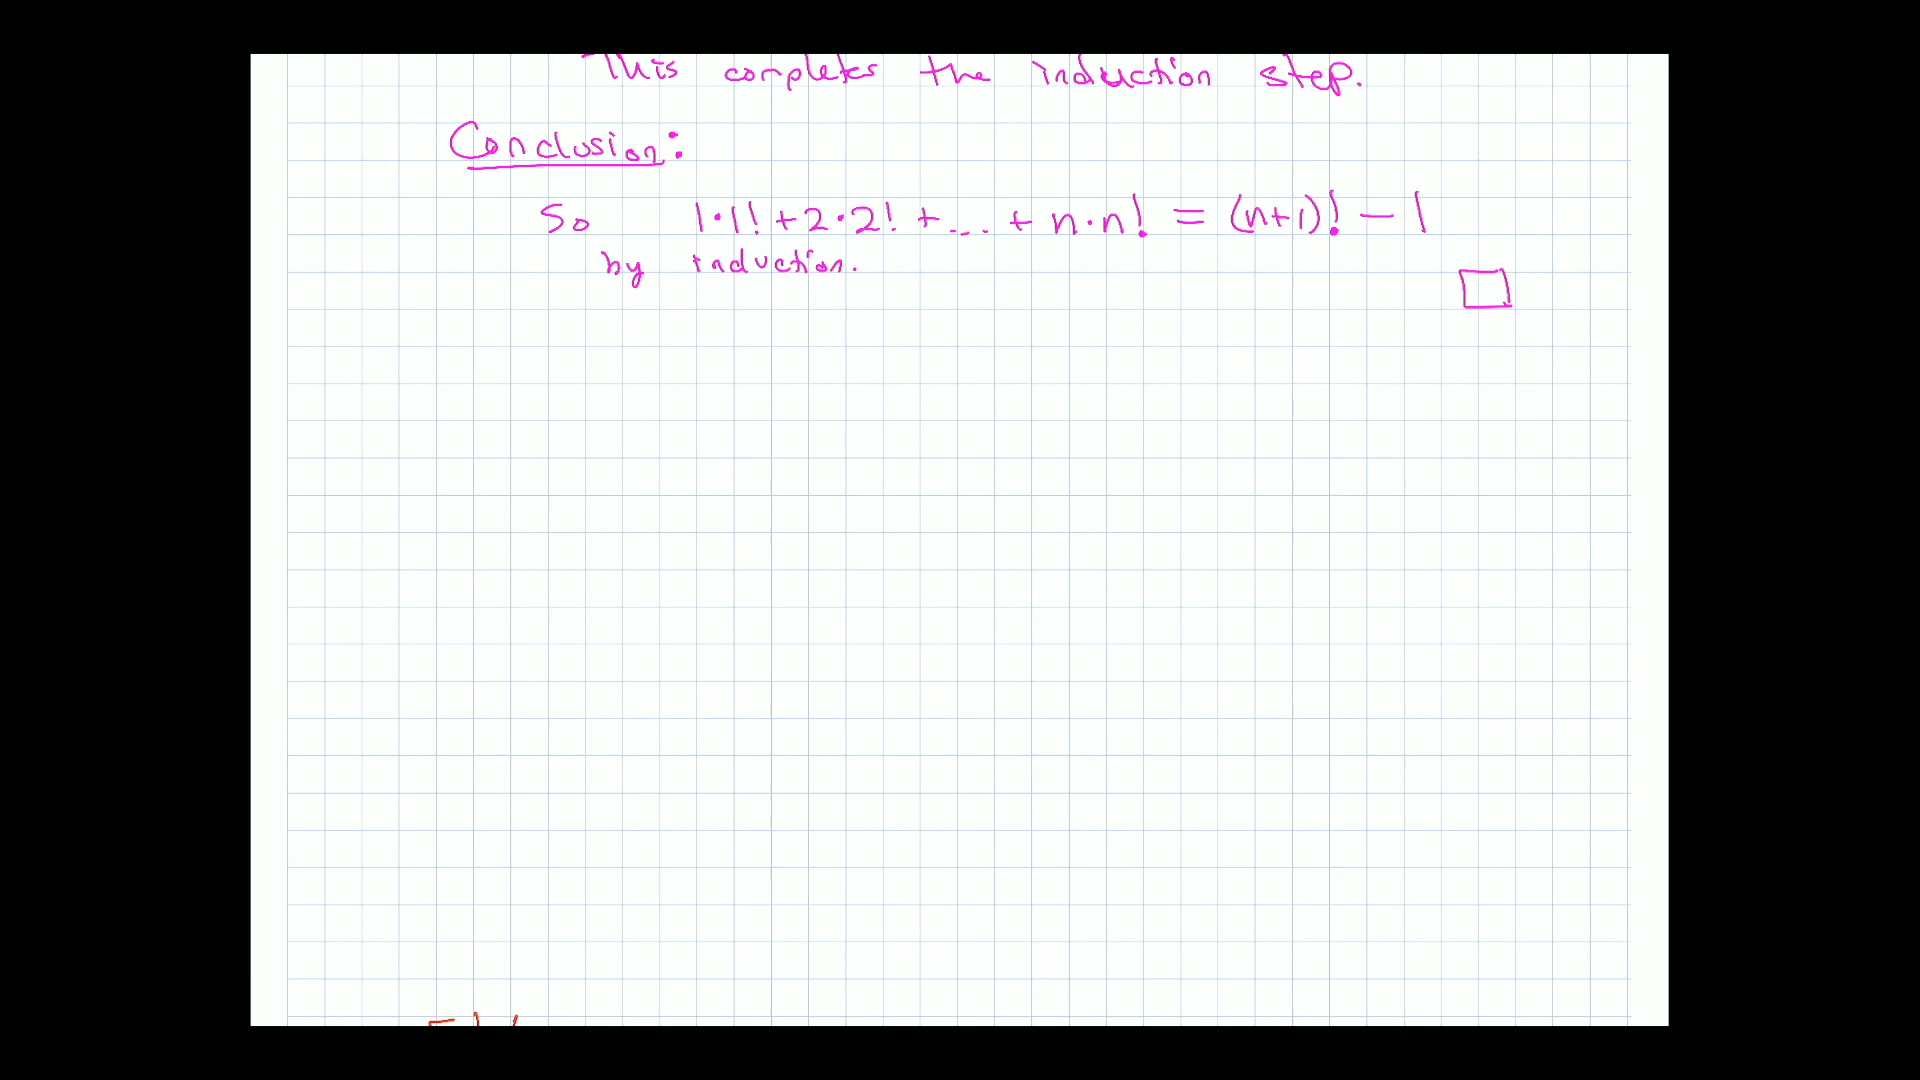 This completes the induction step.
Conclusion:
So 1·1! + 2·2! + ... + n·n! = (n+1)! - 1
by induction.